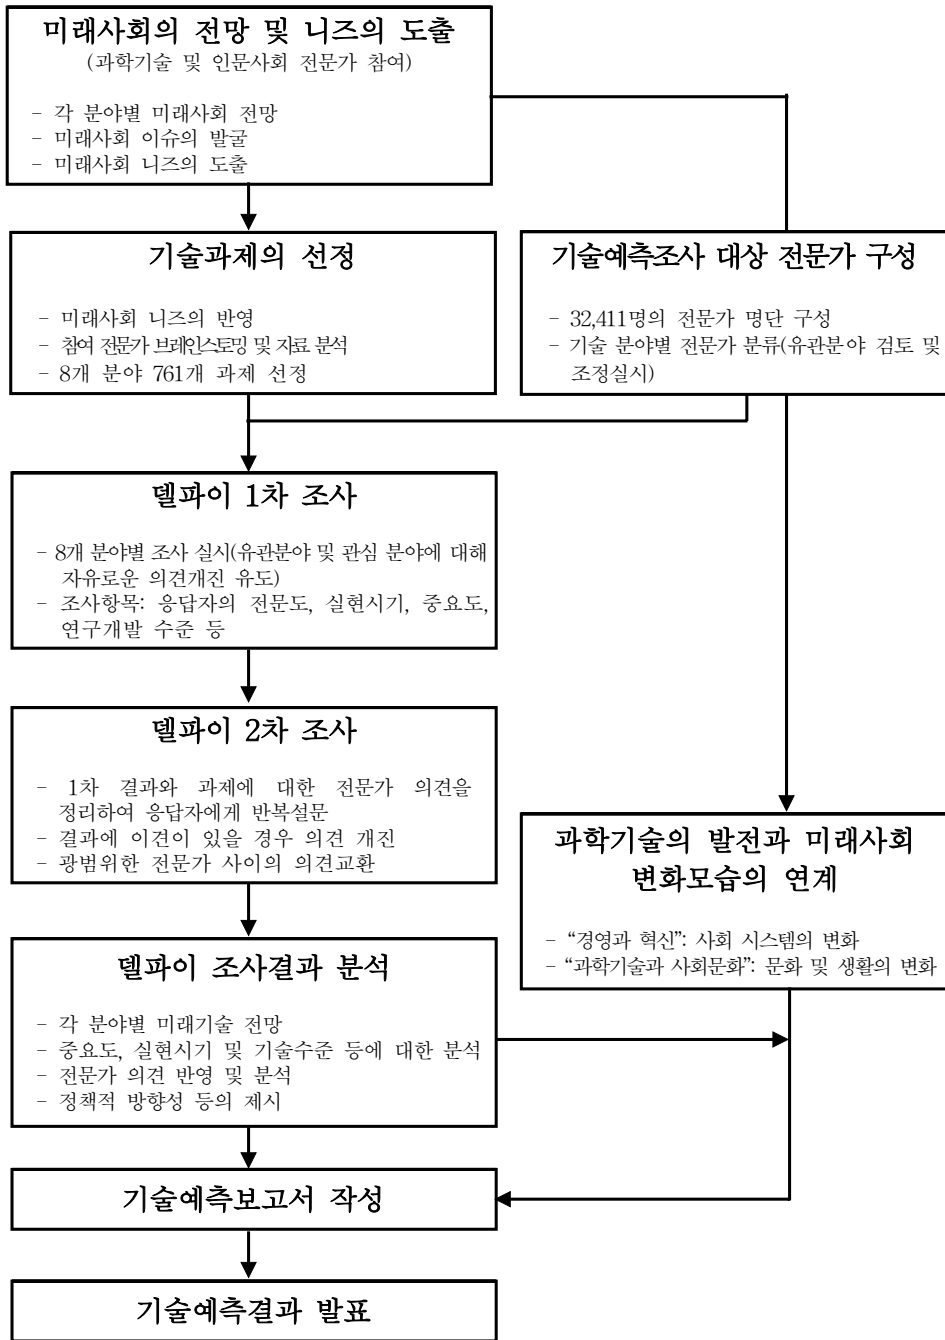 미래사회의 전망 및 니즈의 도출
(과학기술 및 인문사회 전문가 참여)
- 각 분야별 미래사회 전망
- 미래사회 이슈의 발굴
- 미래사회 니즈의 도출
기술과제의 선정
- 미래사회 니즈의 반영
- 참여 전문가 브레인스토밍 및 자료 분석
- 8개 분야 761개 과제 선정
기술예측조사 대상 전문가 구성
- 32,411명의 전문가 명단 구성
- 기술 분야별 전문가 분류(유관분야 검토 및
조정실시)
델파이 1차 조사
- 8개 분야별 조사 실시(유관분야 및 관심 분야에 대해
자유로운 의견개진 유도)
- 조사항목: 응답자의 전문도, 실현시기, 중요도,
연구개발 수준 등
델파이 2차 조사
- 1차 결과와 과제에 대한 전문가 의견을
정리하여 응답자에게 반복설문
- 결과에 이견이 있을 경우 의견 개진
- 광범위한 전문가 사이의 의견교환
과학기술의 발전과 미래사회
변화모습의 연계
- “경영과 혁신”: 사회 시스템의 변화
- “과학기술과 사회문화”: 문화 및 생활의 변화
델파이 조사결과 분석
- 각 분야별 미래기술 전망
- 중요도, 실현시기 및 기술수준 등에 대한 분석
- 전문가 의견 반영 및 분석
- 정책적 방향성 등의 제시
기술예측보고서 작성
기술예측결과 발표